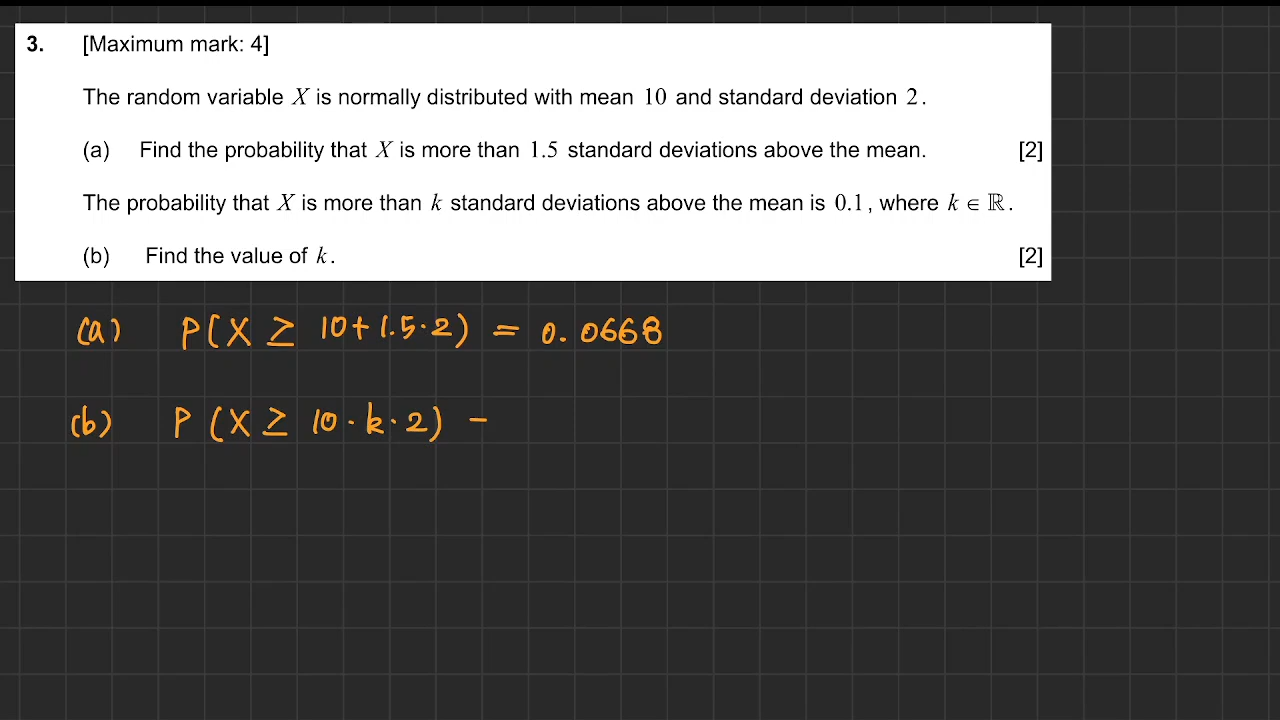 3. [Maximum mark: 4]
The random variable X is normally distributed with mean 10 and standard deviation 2.
(a) Find the probability that X is more than 1.5 standard deviations above the mean. [2]
The probability that X is more than k standard deviations above the mean is 0.1, where k ∈ ℝ.
(b) Find the value of k. [2]
(a) P(X ≥ 10+1.5·2) = 0.0668
(b) P(X ≥ 10·k·2) -